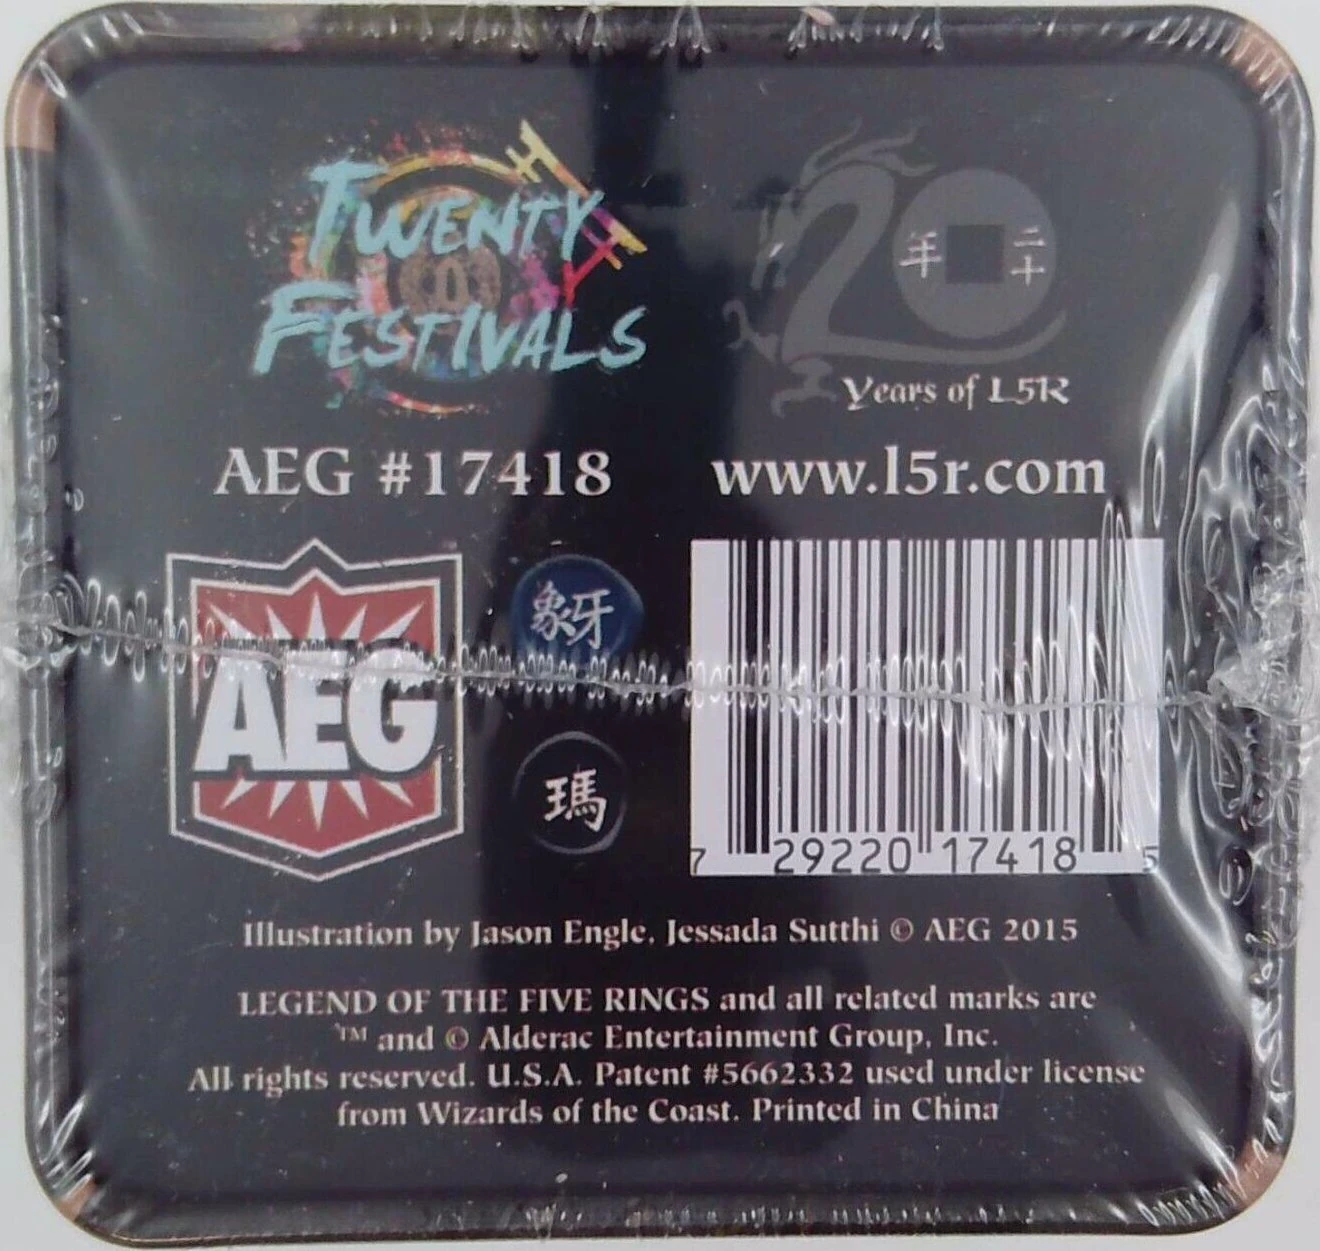 TWENTY
FESTIVALS
20
年 二十
Years of L5R
AEG #17418
www.l5r.com
AEG
象牙
瑪
7 29220 17418 5
Illustration by Jason Engle, Jessada Sutthi © AEG 2015
LEGEND OF THE FIVE RINGS and all related marks are
™ and © Alderac Entertainment Group, Inc.
All rights reserved. U.S.A. Patent #5662332 used under license
from Wizards of the Coast. Printed in China